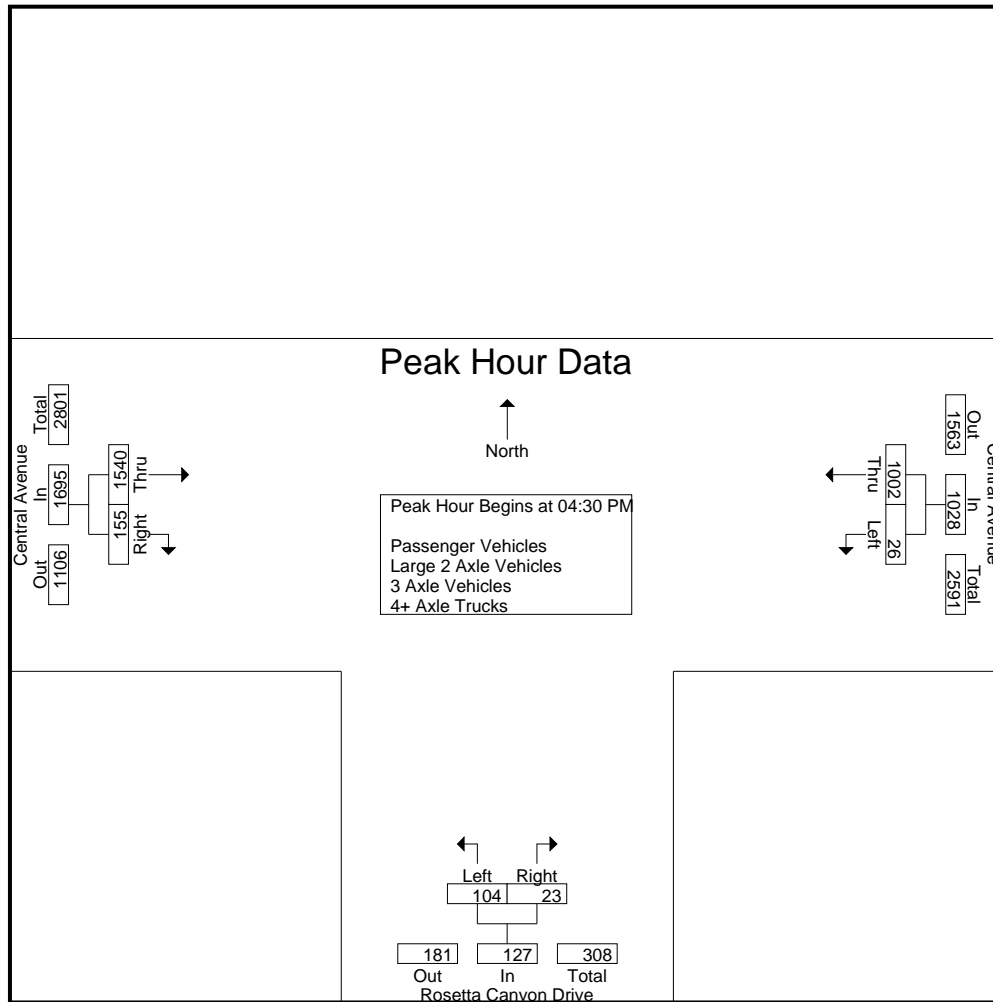 Peak Hour Data
North
Peak Hour Begins at 04:30 PM
Passenger Vehicles
Large 2 Axle Vehicles
3 Axle Vehicles
4+ Axle Trucks
Central Avenue
Out In Total
1106 1695 2801
Right Thru
155 1540
Central Avenue
Out In Total
1563 1028 2591
Thru Left
1002 26
Left Right
104 23
181 127 308
Out In Total
Rosetta Canyon Drive